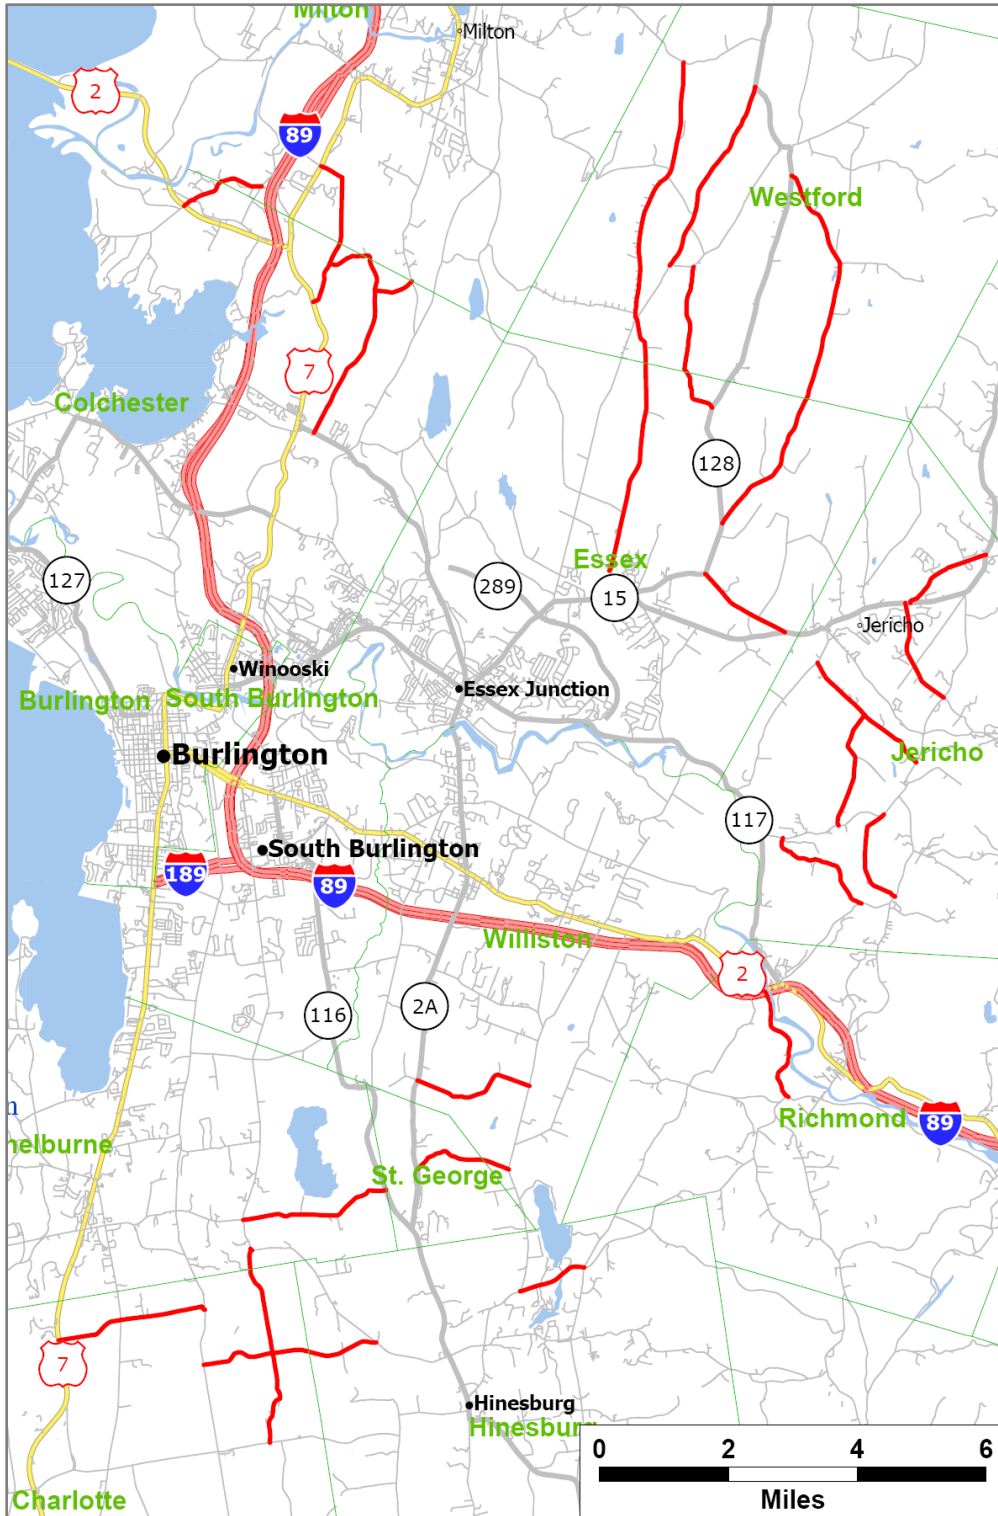 Milton
Milton
2
89
Westford
7
Colchester
128
Essex
289
127
15
Jericho
Winooski
Essex Junction
Burlington
South Burlington
Jericho
Burlington
117
South Burlington
189
89
Williston
2
2A
116
Richmond
89
n
nelburne
St. George
7
Hinesburg
Hinesburg
Charlotte
0 2 4 6
Miles